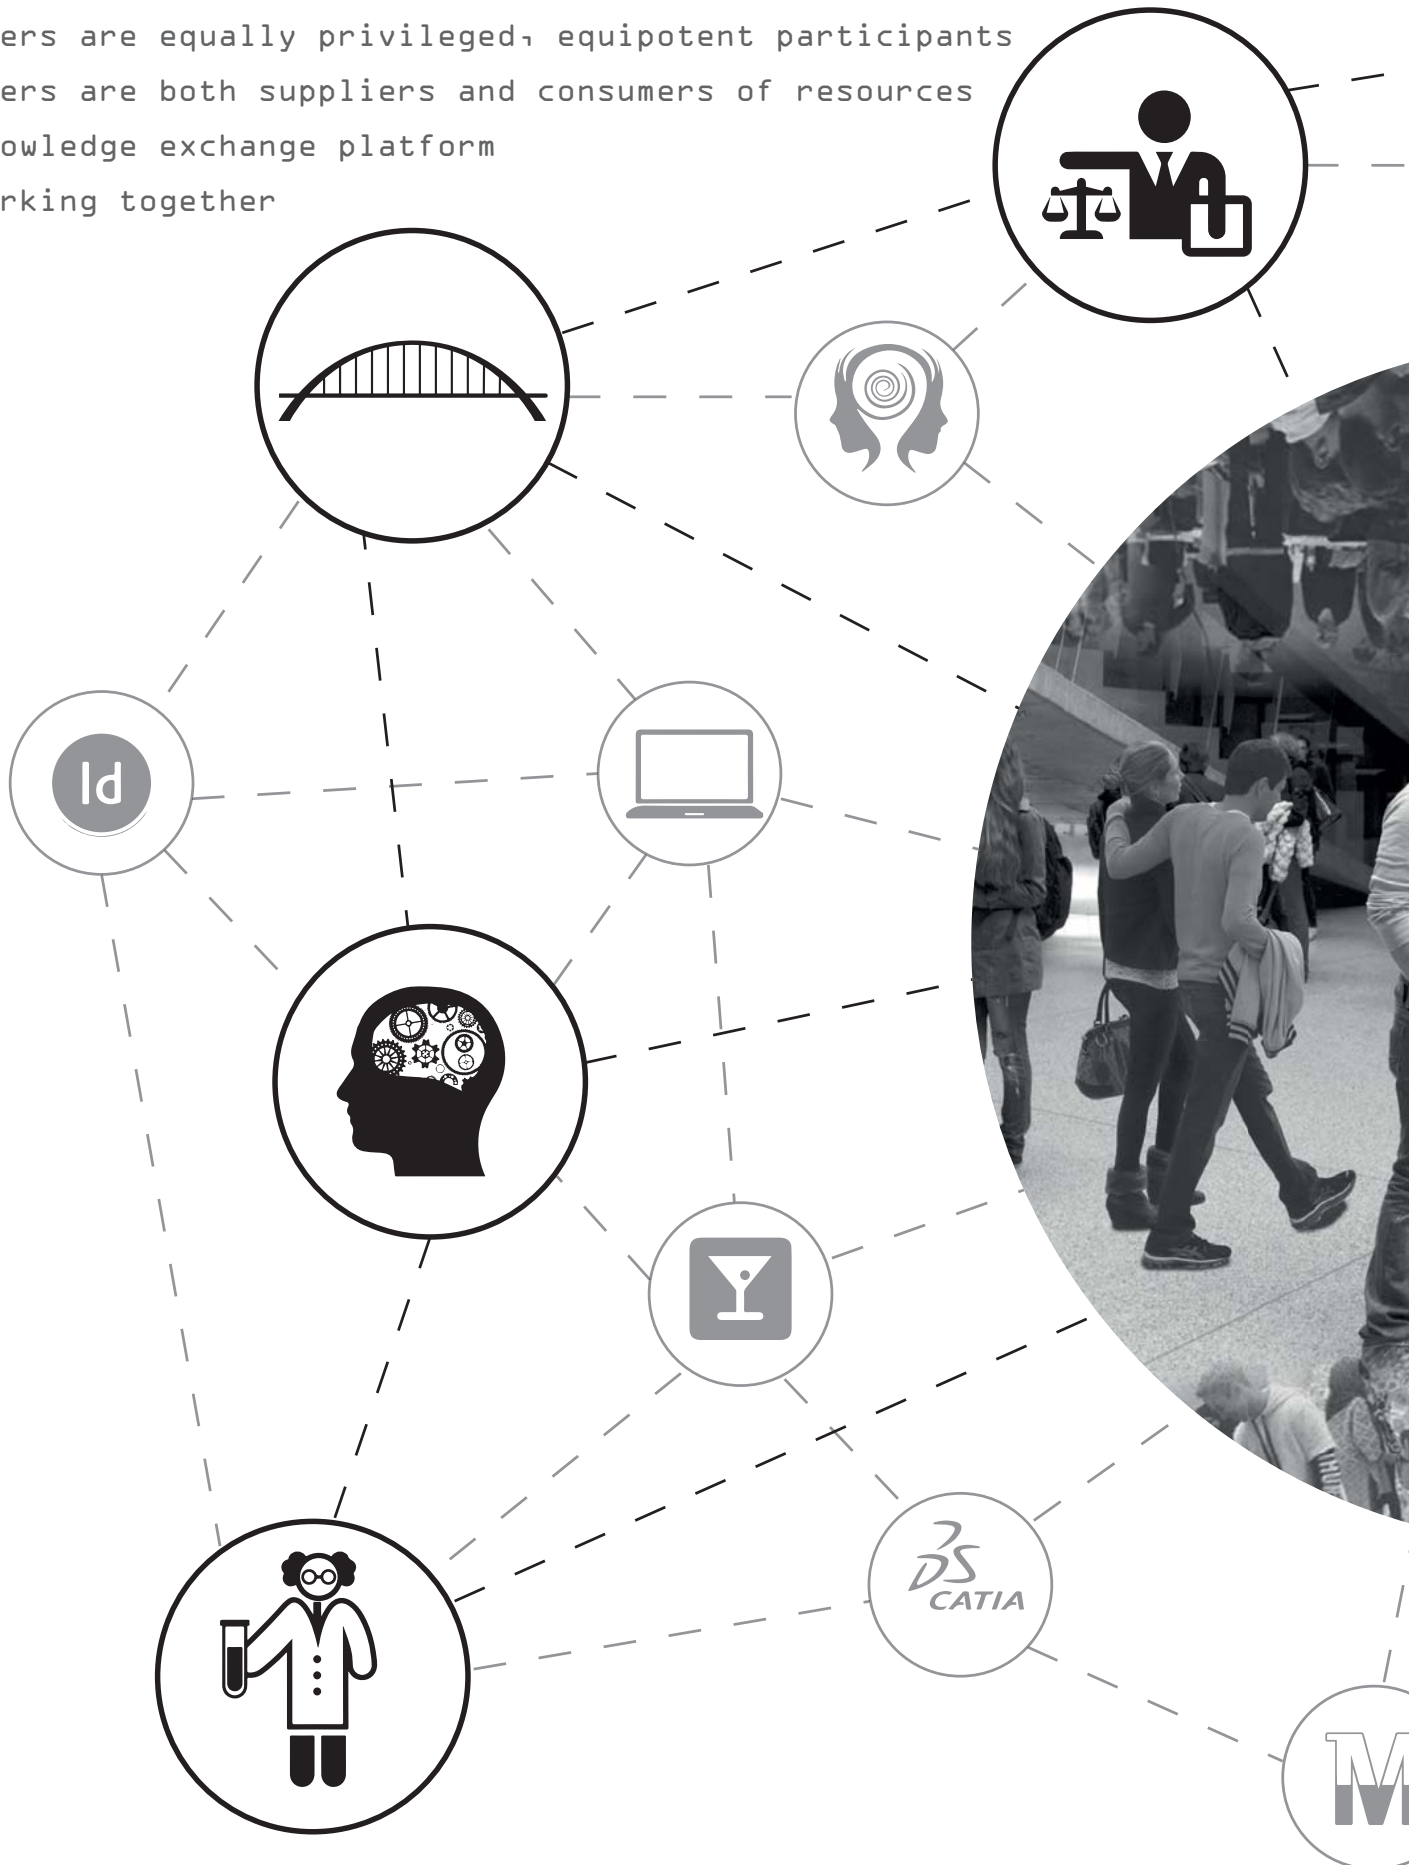 ers are equally privileged, equipotent participants
ers are both suppliers and consumers of resources
owledge exchange platform
rking together
Id
DS
CATIA
M